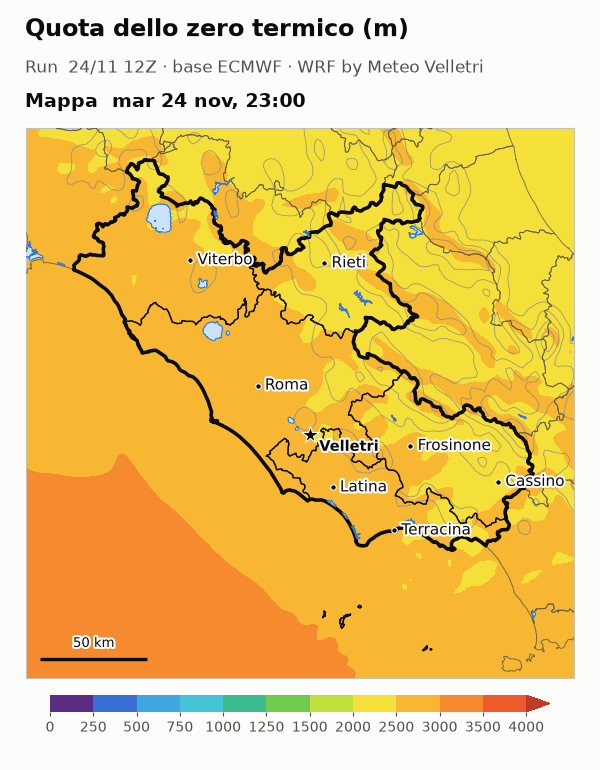 Quota dello zero termico (m)
Run  24/11 12Z · base ECMWF · WRF by Meteo Velletri
Mappa  mar 24 nov, 23:00
Viterbo
Rieti
Roma
Velletri
Frosinone
Cassino
Latina
Terracina
50 km
0 250 500 750 1000 1250 1500 2000 2500 3000 3500 4000